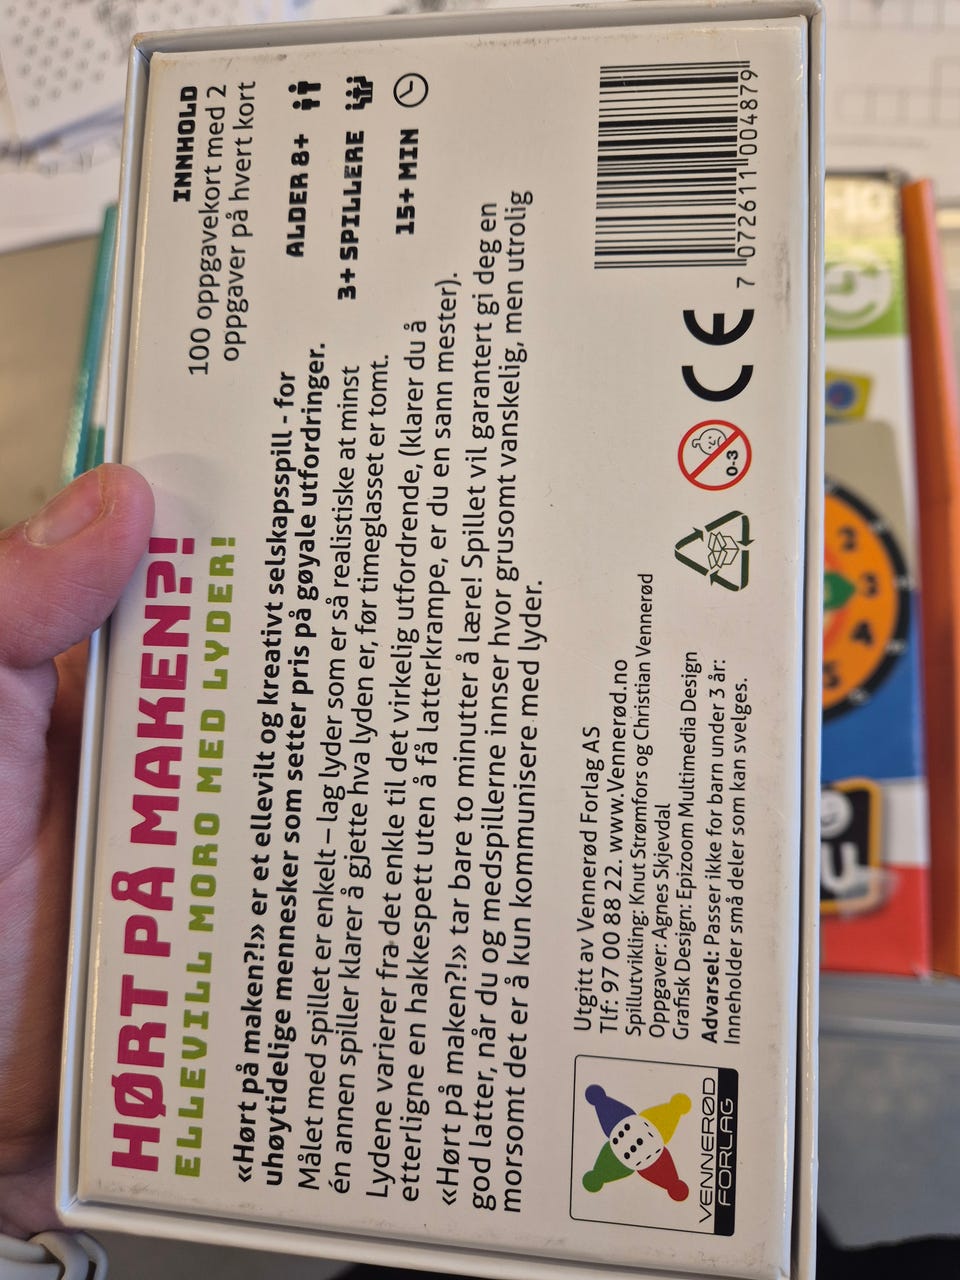 HØRT PÅ MAKEN?!
ELLEVILL MORO MED LYDER!
INNHOLD
100 oppgavekort med 2
oppgaver på hvert kort
ALDER 8+
3+ SPILLERE
15+ MIN
«Hørt på maken?!» er et ellevilt og kreativt selskapsspill - for
uhøytidelige mennesker som setter pris på gøyale utfordringer.
Målet med spillet er enkelt – lag lyder som er så realistiske at minst
én annen spiller klarer å gjette hva lyden er, før timeglasset er tomt.
Lydene varierer fra det enkle til det virkelig utfordrende, (klarer du å
etterligne en hakkespett uten å få latterkrampe, er du en sann mester).
«Hørt på maken?!» tar bare to minutter å lære! Spillet vil garantert gi deg en
god latter, når du og medspillerne innser hvor grusomt vanskelig, men utrolig
morsomt det er å kun kommunisere med lyder.
VENNERØD
FORLAG
Utgitt av Vennerød Forlag AS
Tlf: 97 00 88 22. www.Vennerød.no
Spillutvikling: Knut Strømfors og Christian Vennerød
Oppgaver: Agnes Skjevdal
Grafisk Design: Epizoom Multimedia Design
Advarsel: Passer ikke for barn under 3 år:
Inneholder små deler som kan svelges.
0-3
CE
7 072611 004879
2
3
4
5